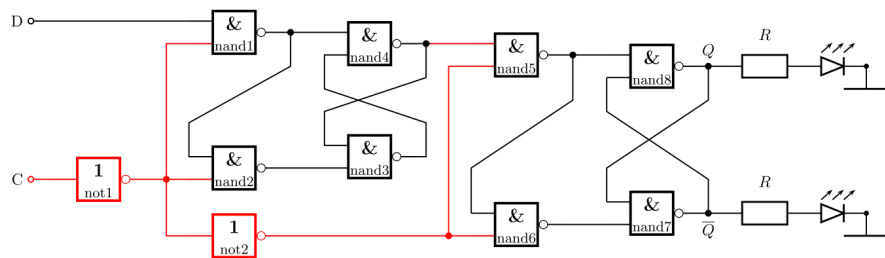 D
&
nand1
&
nand4
&
nand5
&
nand8
Q
R
C
1
not1
&
nand2
&
nand3
1
not2
&
nand6
&
nand7
Q̅
R